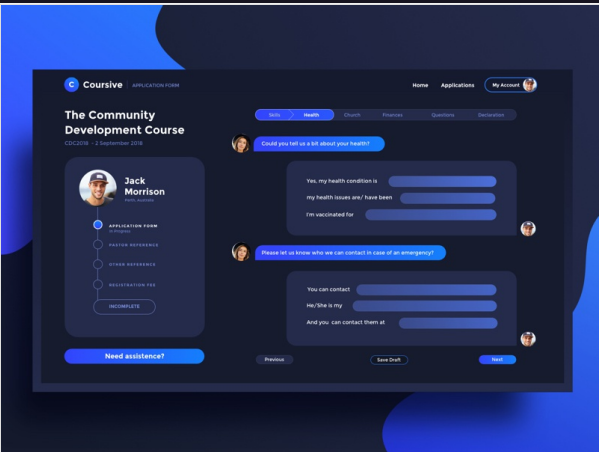 C Coursive | APPLICATION FORM
Home Applications My Account
The Community
Development Course
CDC2018 - 2 September 2018
Skills Health Church Finances Questions Declaration
Could you tell us a bit about your health?
Jack
Morrison
Perth, Australia
APPLICATION FORM
In Progress
PASTOR REFERENCE
OTHER REFERENCE
REGISTRATION FEE
INCOMPLETE
Need assistence?
Yes, my health condition is
my health issues are/ have been
I'm vaccinated for
Please let us know who we can contact in case of an emergency?
You can contact
He/She is my
And you can contact them at
Previous Save Draft Next